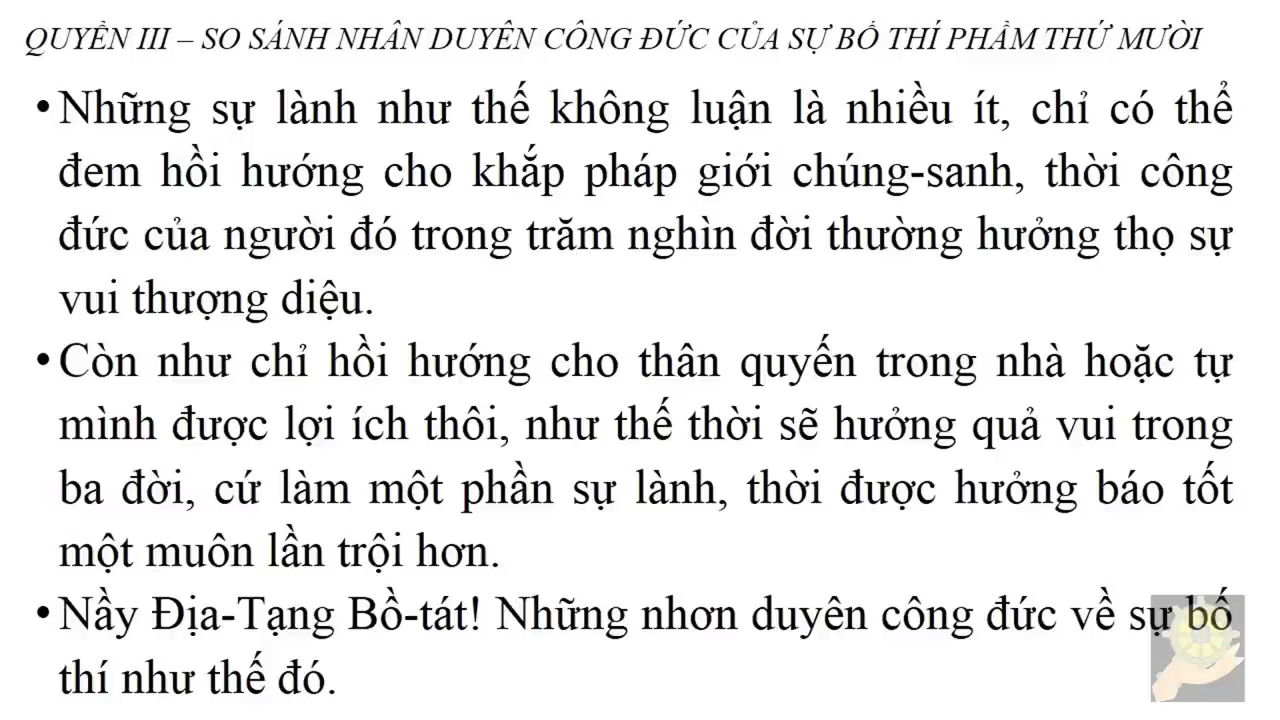 QUYỂN III – SO SÁNH NHÂN DUYÊN CÔNG ĐỨC CỦA SỰ BỐ THÍ PHẨM THỨ MƯỜI
• Những sự lành như thế không luận là nhiều ít, chỉ có thể
đem hồi hướng cho khắp pháp giới chúng-sanh, thời công
đức của người đó trong trăm nghìn đời thường hưởng thọ sự
vui thượng diệu.
• Còn như chỉ hồi hướng cho thân quyến trong nhà hoặc tự
mình được lợi ích thôi, như thế thời sẽ hưởng quả vui trong
ba đời, cứ làm một phần sự lành, thời được hưởng báo tốt
một muôn lần trội hơn.
• Nầy Địa-Tạng Bồ-tát! Những nhơn duyên công đức về sự bố
thí như thế đó.